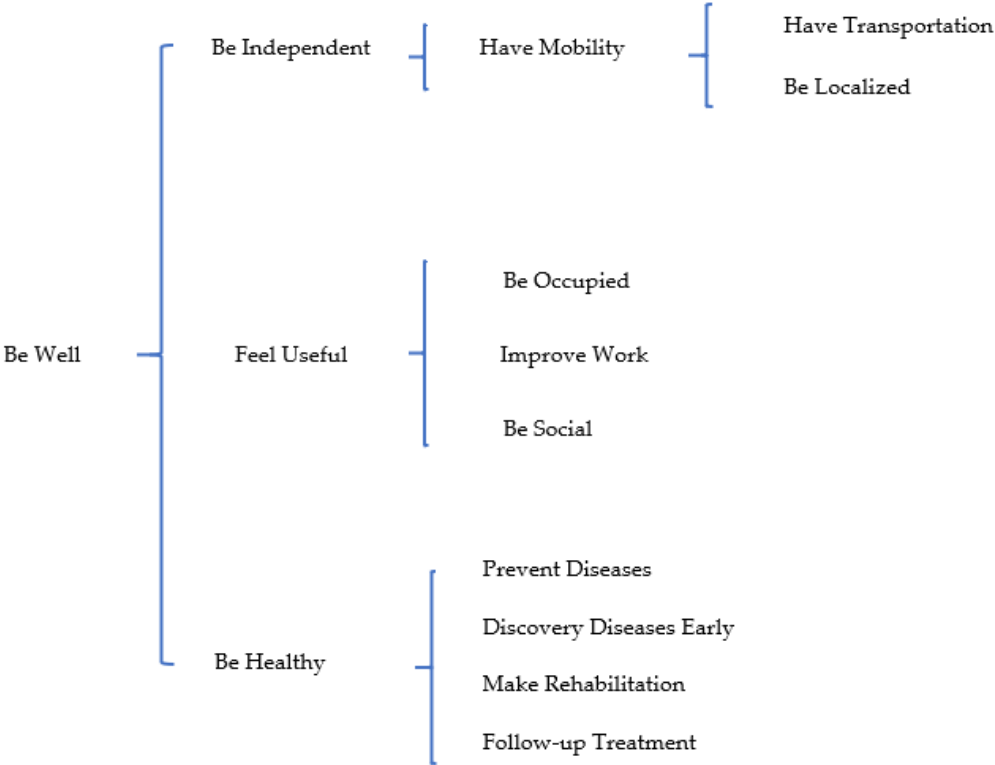 Be Well
Be Independent
Have Mobility
Have Transportation
Be Localized
Feel Useful
Be Occupied
Improve Work
Be Social
Be Healthy
Prevent Diseases
Discovery Diseases Early
Make Rehabilitation
Follow-up Treatment